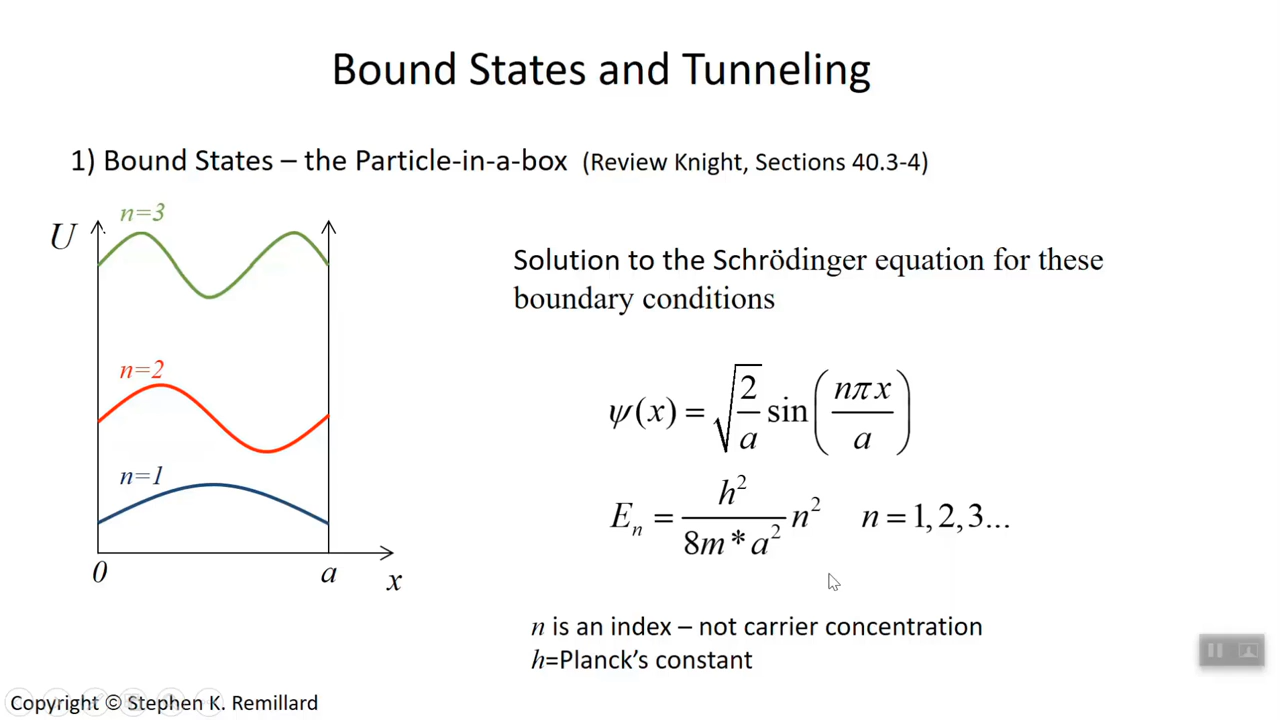 Bound States and Tunneling
1) Bound States – the Particle-in-a-box (Review Knight, Sections 40.3-4)
n=3
U
n=2
n=1
0 a x
Solution to the Schrödinger equation for these
boundary conditions
ψ(x) = √(2/a) sin(nπx/a)
Eₙ = h²/8m*a² n² n = 1,2,3...
n is an index – not carrier concentration
h=Planck's constant
Copyright © Stephen K. Remillard